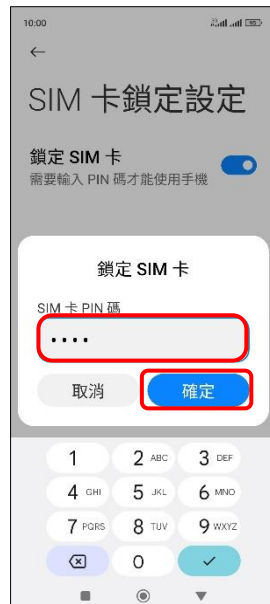 10:00
←
SIM 卡鎖定設定
鎖定 SIM 卡
需要輸入 PIN 碼才能使用手機
鎖定 SIM 卡
SIM 卡 PIN 碼
••••
取消 確定
1 2 ABC 3 DEF
4 GHI 5 JKL 6 MNO
7 PQRS 8 TUV 9 WXYZ
0